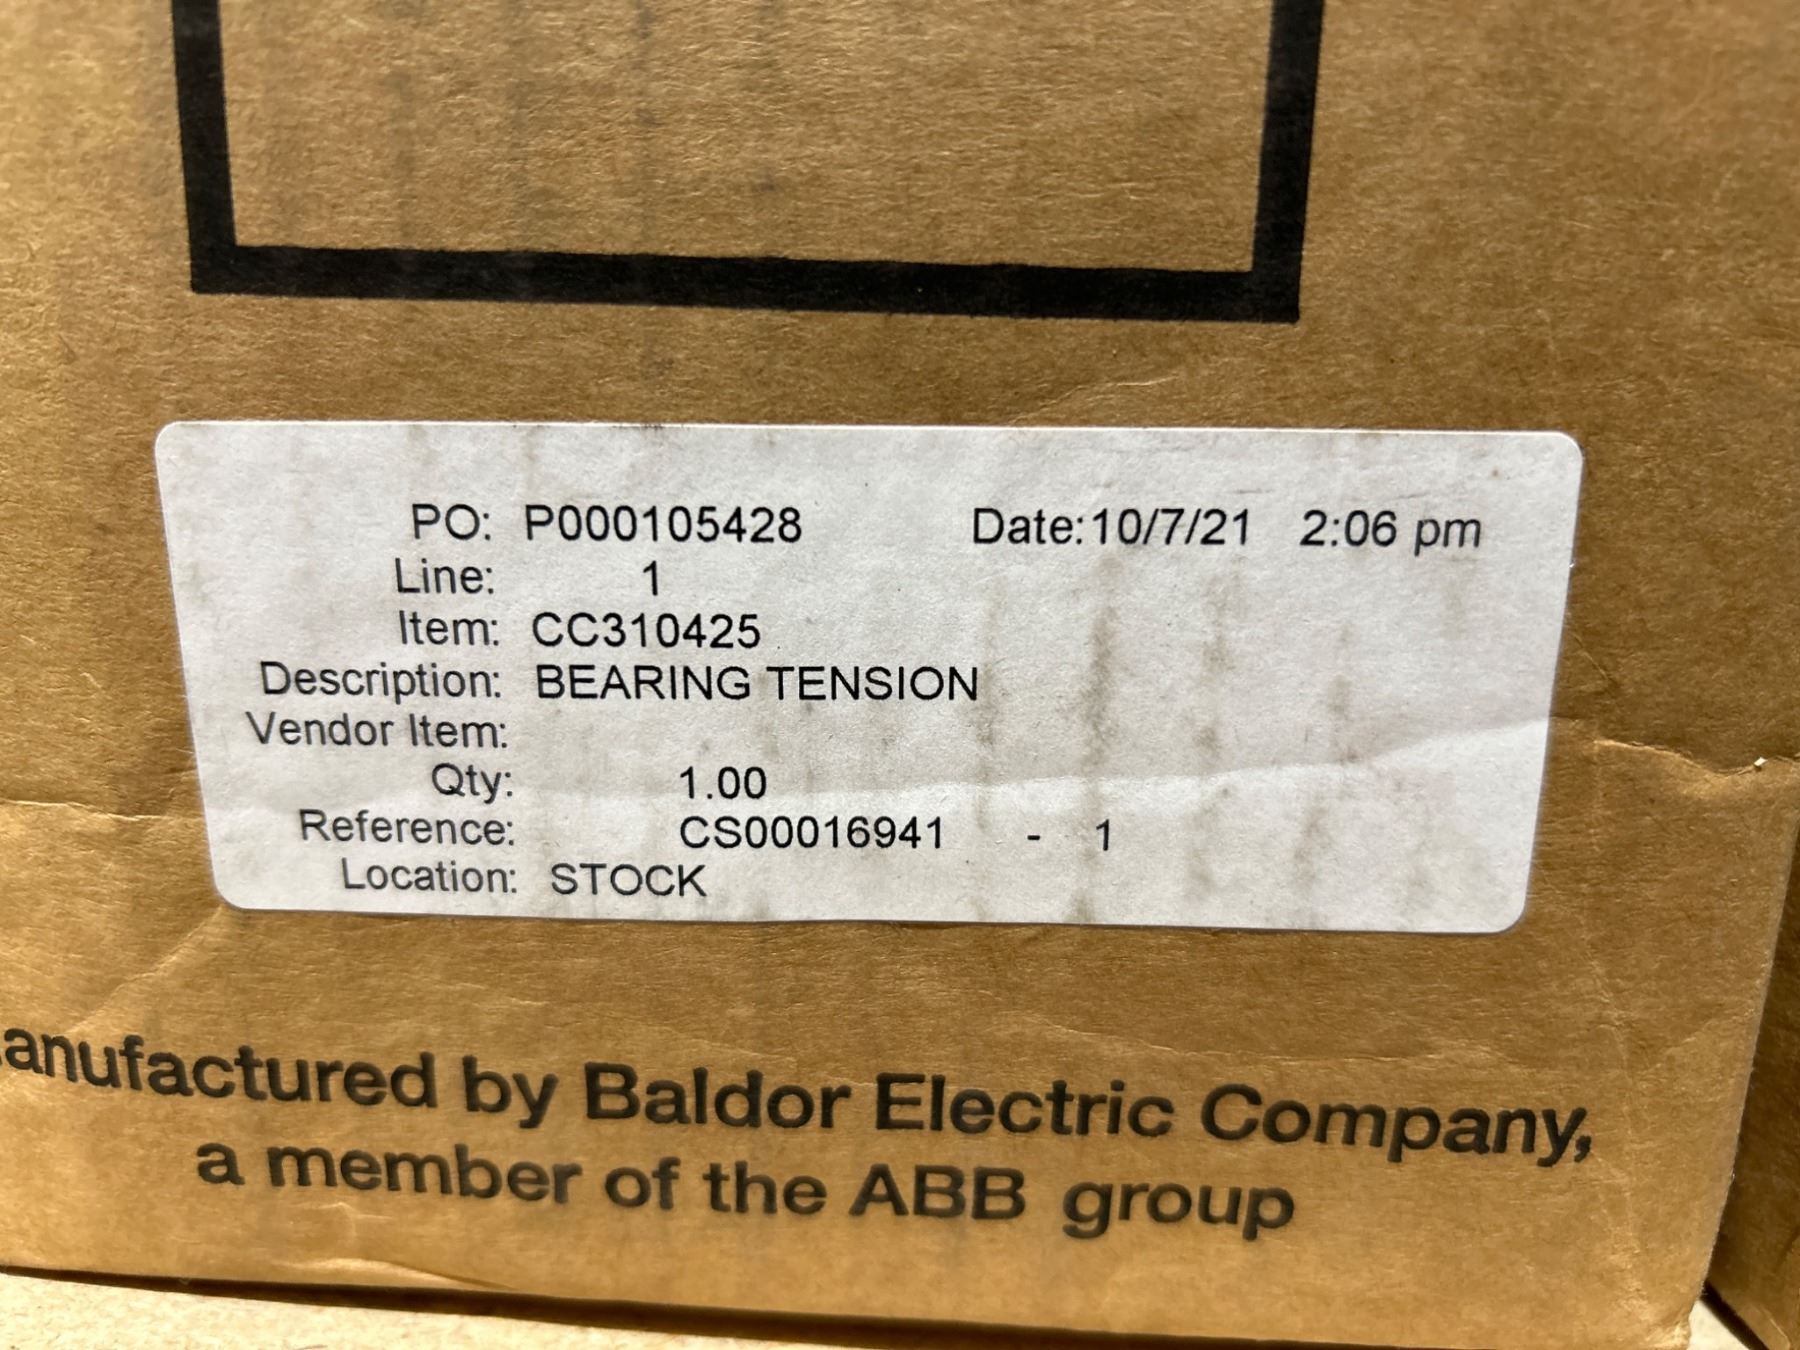 PO: P000105428 Date: 10/7/21 2:06 pm
Line: 1
Item: CC310425
Description: BEARING TENSION
Vendor Item:
Qty: 1.00
Reference: CS00016941 - 1
Location: STOCK
anufactured by Baldor Electric Company,
a member of the ABB group